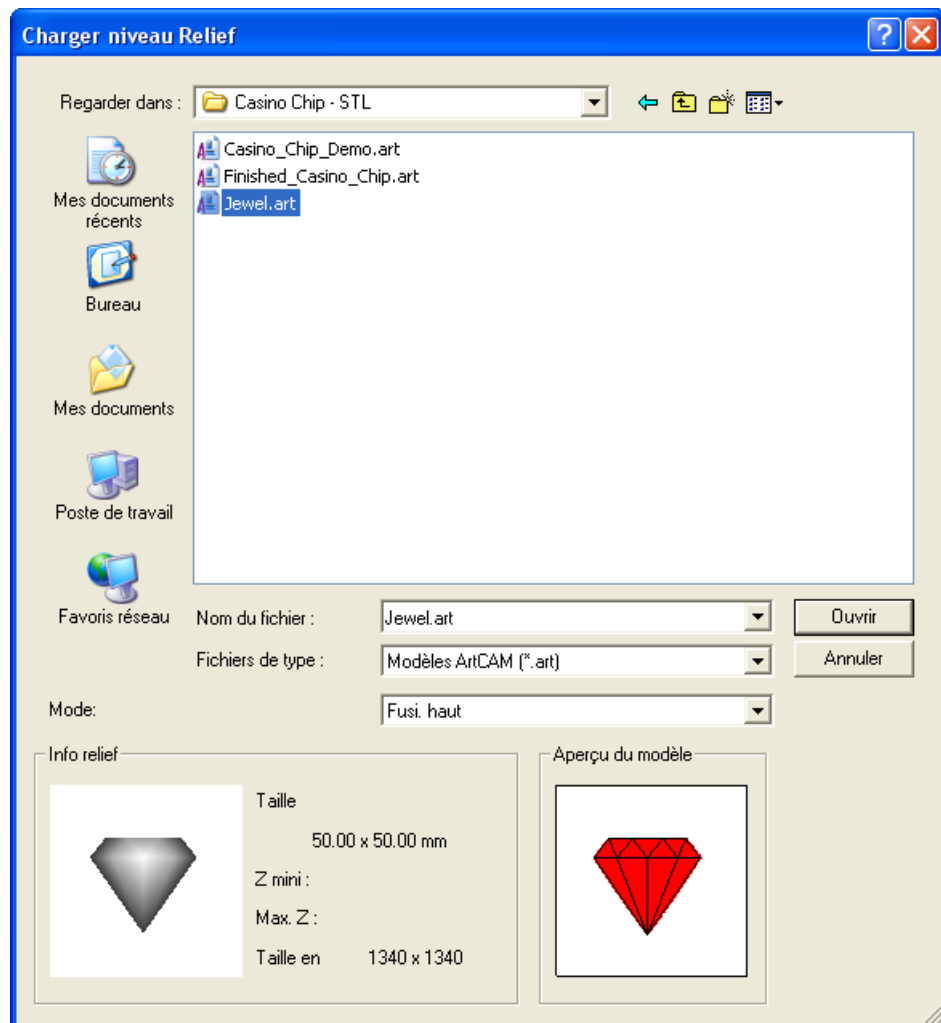 Charger niveau Relief
Regarder dans :
Casino Chip - STL
Mes documents
récents
Bureau
Mes documents
Poste de travail
Favoris réseau
Casino_Chip_Demo.art
Finished_Casino_Chip.art
Jewel.art
Nom du fichier :
Jewel.art
Ouvrir
Fichiers de type :
Modèles ArtCAM (*.art)
Annuler
Mode:
Fusi. haut
Info relief
Taille
50.00 x 50.00 mm
Z mini :
Max. Z :
Taille en 1340 x 1340
Aperçu du modèle